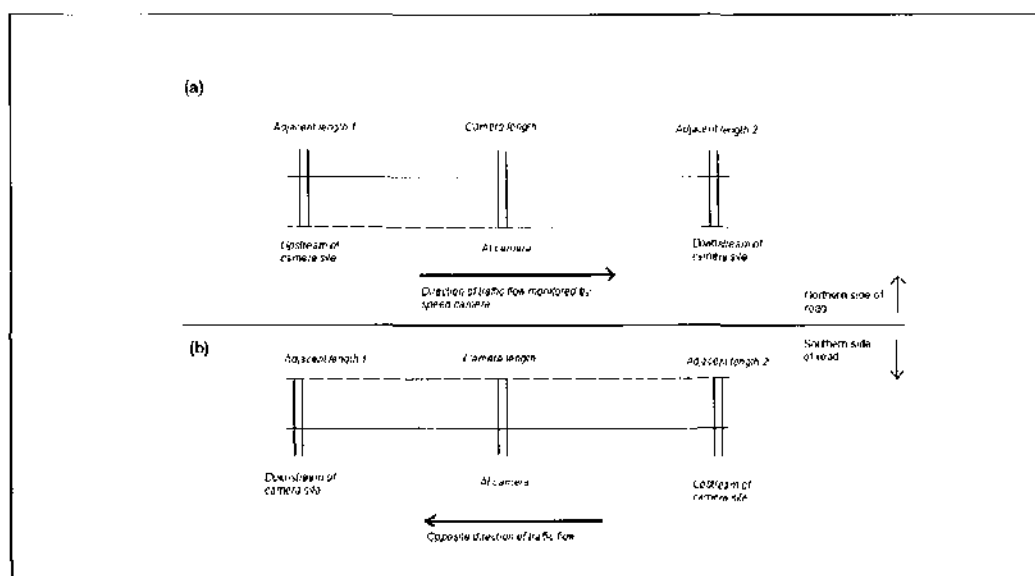 (a)
Adjacent length 1
Camera length
Adjacent length 2
Upstream of
camera site
At camera
Downstream of
camera site
Direction of traffic flow monitored by
speed camera
Northern side of
road
(b)
Southern side
of road
Adjacent length 1
Camera length
Adjacent length 2
Downstream of
camera site
At camera
Upstream of
camera site
Opposite direction of traffic flow